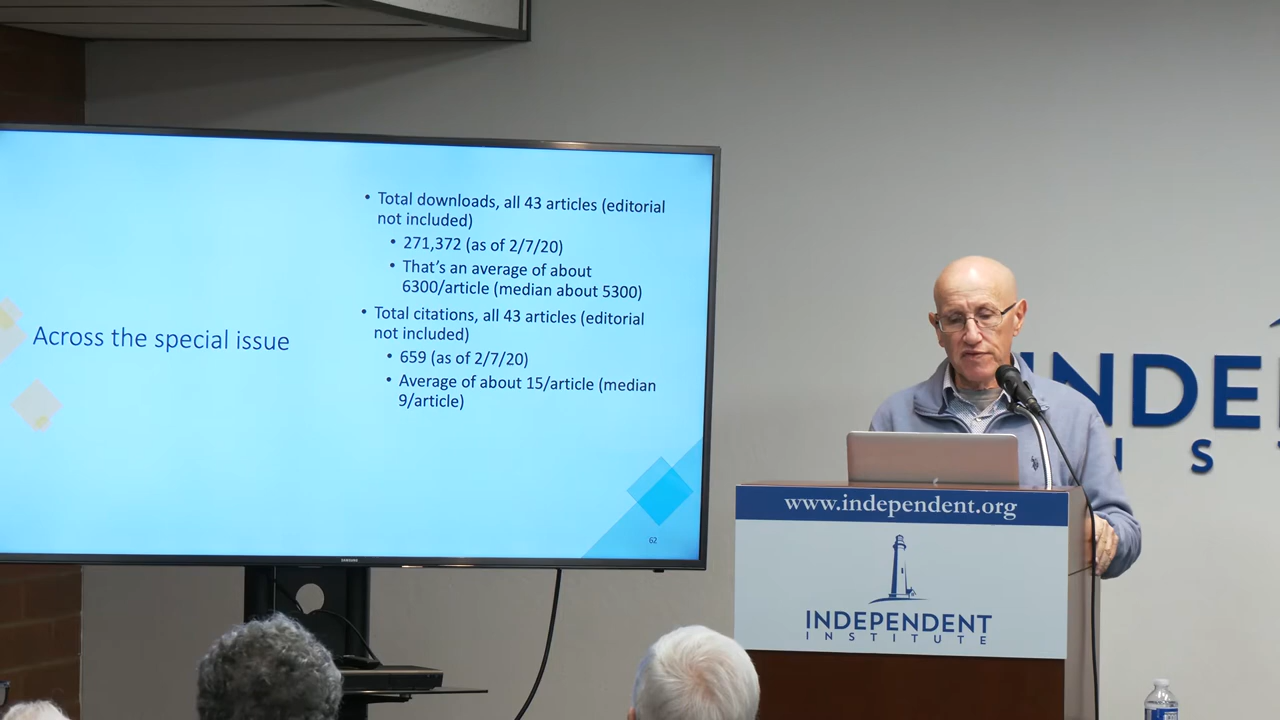 Across the special issue
• Total downloads, all 43 articles (editorial
not included)
• 271,372 (as of 2/7/20)
• That's an average of about
6300/article (median about 5300)
• Total citations, all 43 articles (editorial
not included)
• 659 (as of 2/7/20)
• Average of about 15/article (median
9/article)
62
SAMSUNG
www.independent.org
INDEPENDENT
INSTITUTE
INDE
N S